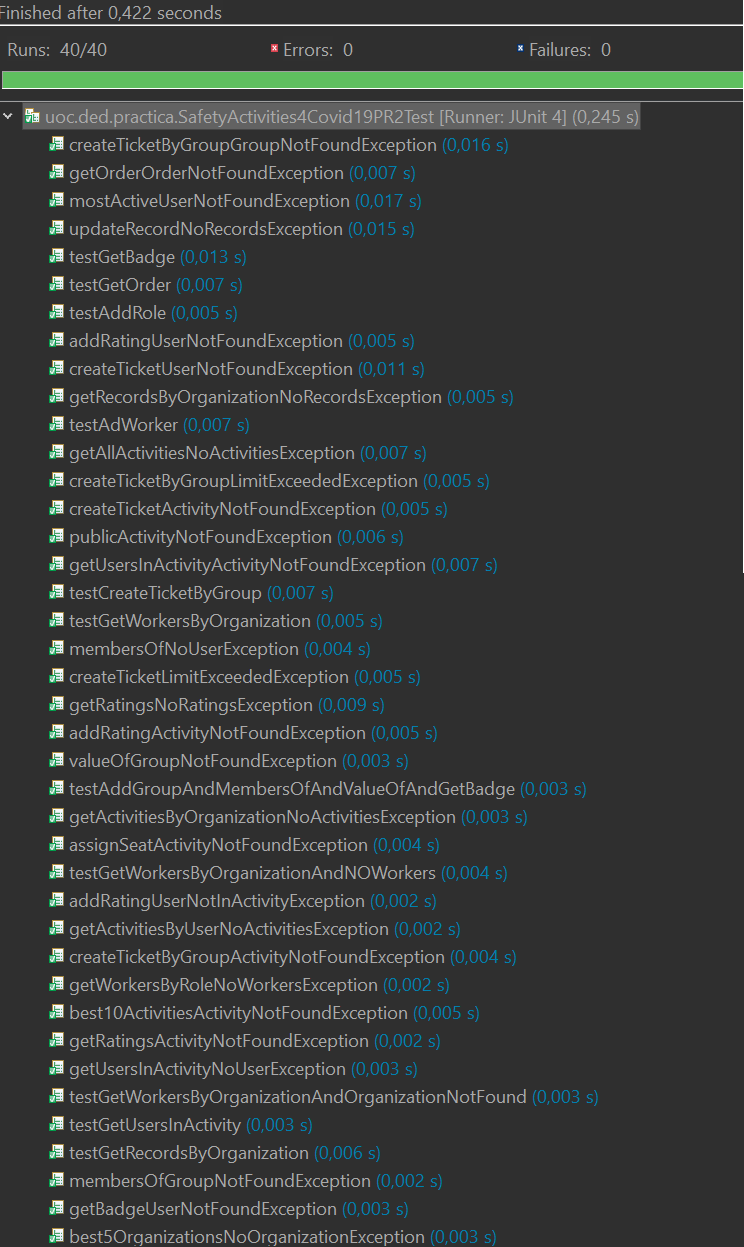 Finished after 0,422 seconds
Runs: 40/40 Errors: 0 Failures: 0
uoc.ded.practica.SafetyActivities4Covid19PR2Test [Runner: JUnit 4] (0,245 s)
createTicketByGroupGroupNotFoundException (0,016 s)
getOrderOrderNotFoundException (0,007 s)
mostActiveUserNotFoundException (0,017 s)
updateRecordNoRecordsException (0,015 s)
testGetBadge (0,013 s)
testGetOrder (0,007 s)
testAddRole (0,005 s)
addRatingUserNotFoundException (0,005 s)
createTicketUserNotFoundException (0,011 s)
getRecordsByOrganizationNoRecordsException (0,005 s)
testAdWorker (0,007 s)
getAllActivitiesNoActivitiesException (0,007 s)
createTicketByGroupLimitExceededException (0,005 s)
createTicketActivityNotFoundException (0,005 s)
publicActivityNotFoundException (0,006 s)
getUsersInActivityActivityNotFoundException (0,007 s)
testCreateTicketByGroup (0,007 s)
testGetWorkersByOrganization (0,005 s)
membersOfNoUserException (0,004 s)
createTicketLimitExceededException (0,005 s)
getRatingsNoRatingsException (0,009 s)
addRatingActivityNotFoundException (0,005 s)
valueOfGroupNotFoundException (0,003 s)
testAddGroupAndMembersOfAndValueOfAndGetBadge (0,003 s)
getActivitiesByOrganizationNoActivitiesException (0,003 s)
assignSeatActivityNotFoundException (0,004 s)
testGetWorkersByOrganizationAndNOWorkers (0,004 s)
addRatingUserNotInActivityException (0,002 s)
getActivitiesByUserNoActivitiesException (0,002 s)
createTicketByGroupActivityNotFoundException (0,004 s)
getWorkersByRoleNoWorkersException (0,002 s)
best10ActivitiesActivityNotFoundException (0,005 s)
getRatingsActivityNotFoundException (0,002 s)
getUsersInActivityNoUserException (0,003 s)
testGetWorkersByOrganizationAndOrganizationNotFound (0,003 s)
testGetUsersInActivity (0,003 s)
testGetRecordsByOrganization (0,006 s)
membersOfGroupNotFoundException (0,002 s)
getBadgeUserNotFoundException (0,003 s)
best5OrganizationsNoOrganizationException (0,003 s)